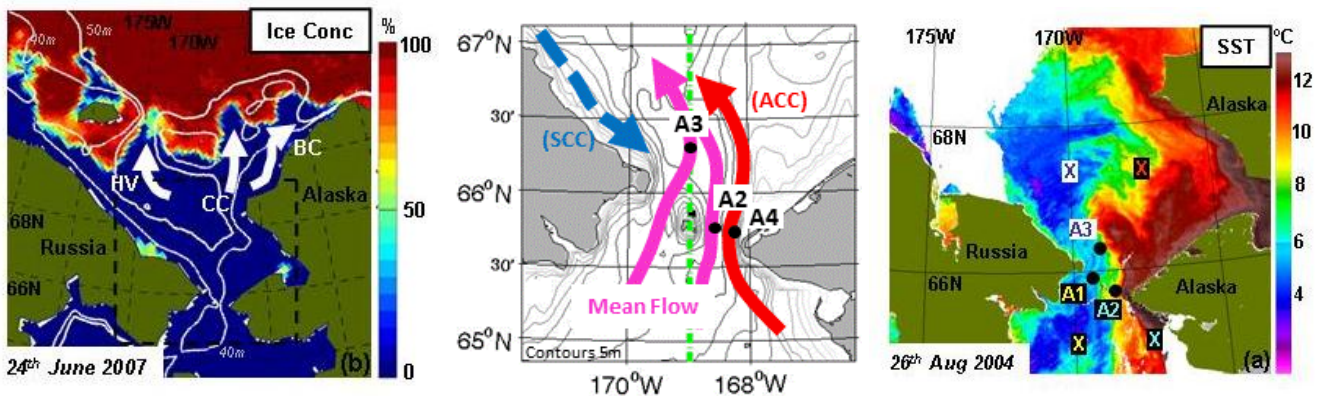 175W
170W
40m
50m
Ice Conc
%
100
50
0
HV
CC
BC
Alaska
68N
Russia
66N
40m
24th June 2007
(b)
67°N
30'
66°N
30'
65°N
(SCC)
(ACC)
A3
A2
A4
Mean Flow
Contours 5m
170°W
168°W
175W
170W
SST
°C
12
10
8
6
4
Alaska
68N
X
X
A3
Russia
66N
A1
A2
Alaska
X
X
26th Aug 2004
(a)